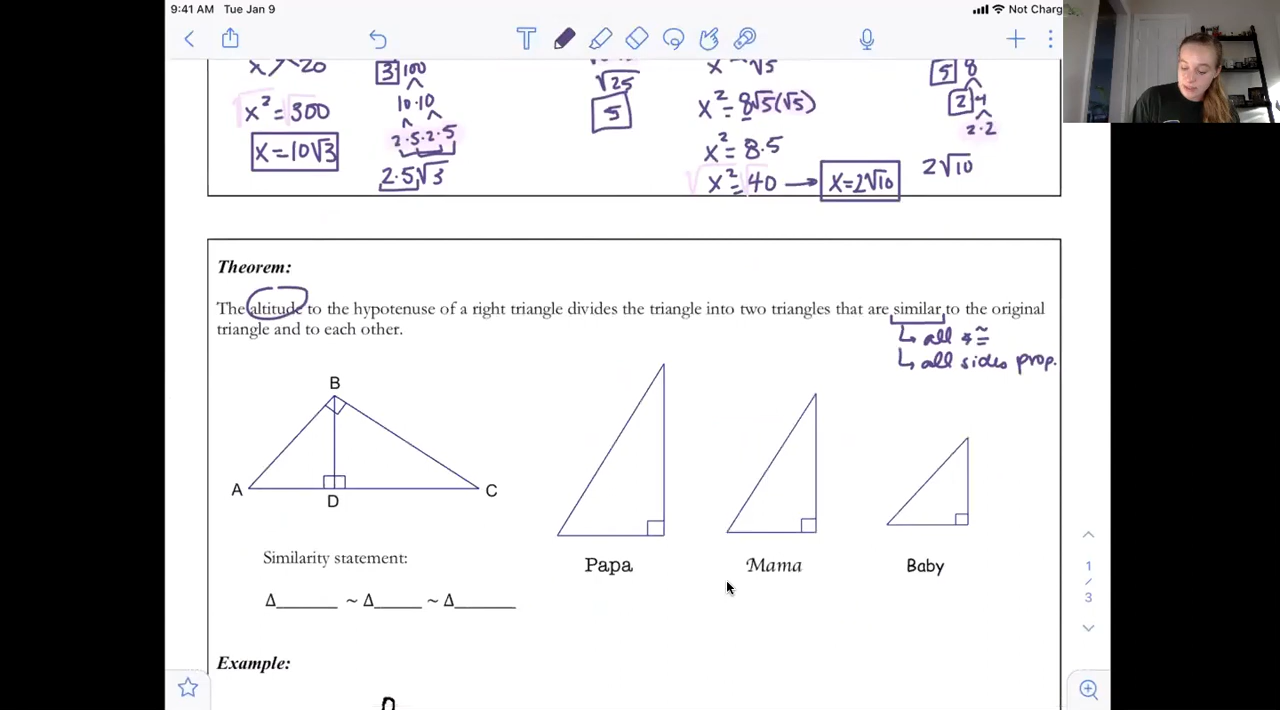 9:41 AM Tue Jan 9
Not Charg
x 20
3 100
√25
x √5
5 8
10·10
2 4
x² = 300
5
x² = 8√5(√5)
2·5·2·5
2·2
x = 10√3
x² = 8·5
2·5√3
x² = 40 → x = 2√10
2√10
Theorem:
The altitude to the hypotenuse of a right triangle divides the triangle into two triangles that are similar to the original
triangle and to each other.
↳ all ∢ ≅
↳ all sides prop.
B
A
D
C
Papa
Mama
Baby
Similarity statement:
Δ______ ~ Δ_____ ~ Δ______
1
/
3
Example: